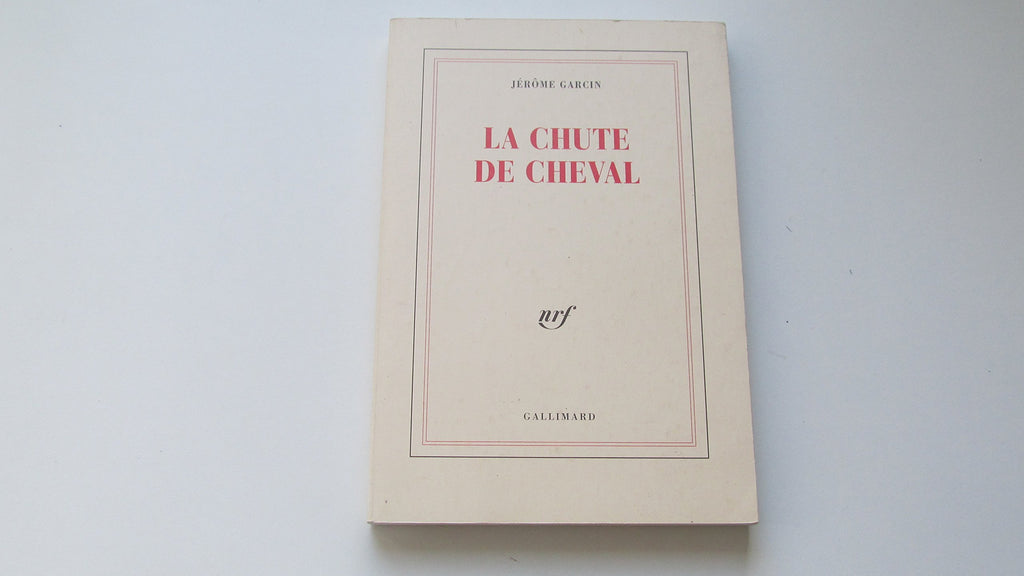 JÉRÔME GARCIN
LA CHUTE
DE CHEVAL
nrf
GALLIMARD